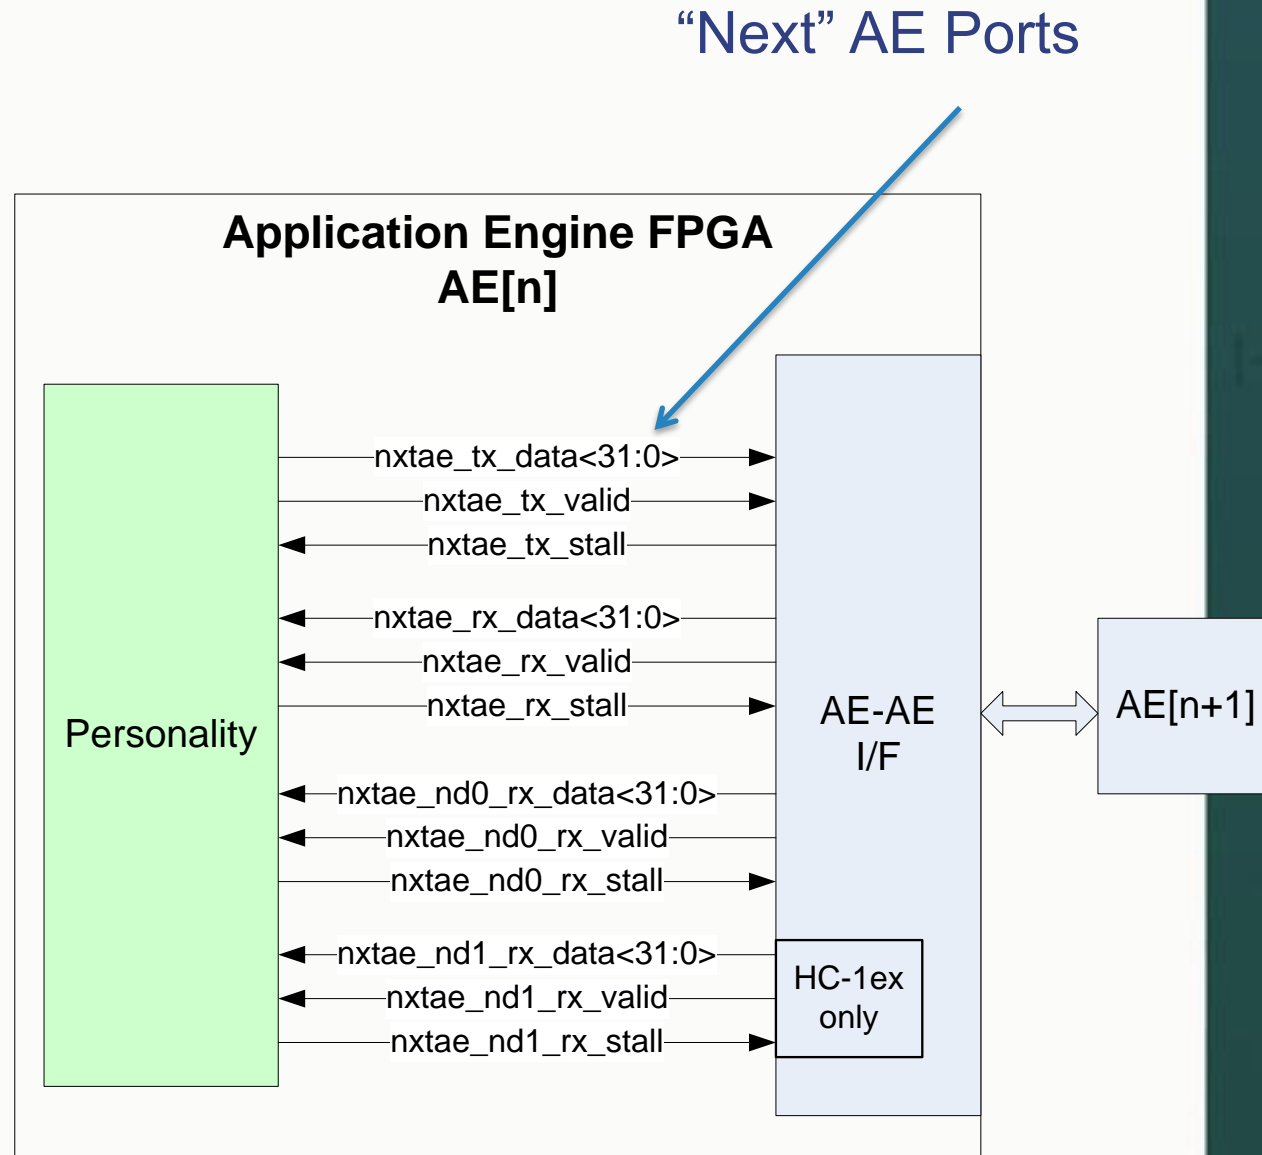 “Next” AE Ports
Application Engine FPGA
AE[n]
nxtae_tx_data<31:0>
nxtae_tx_valid
nxtae_tx_stall
nxtae_rx_data<31:0>
nxtae_rx_valid
nxtae_rx_stall
Personality
AE-AE
I/F
AE[n+1]
nxtae_nd0_rx_data<31:0>
nxtae_nd0_rx_valid
nxtae_nd0_rx_stall
nxtae_nd1_rx_data<31:0>
nxtae_nd1_rx_valid
nxtae_nd1_rx_stall
HC-1ex
only